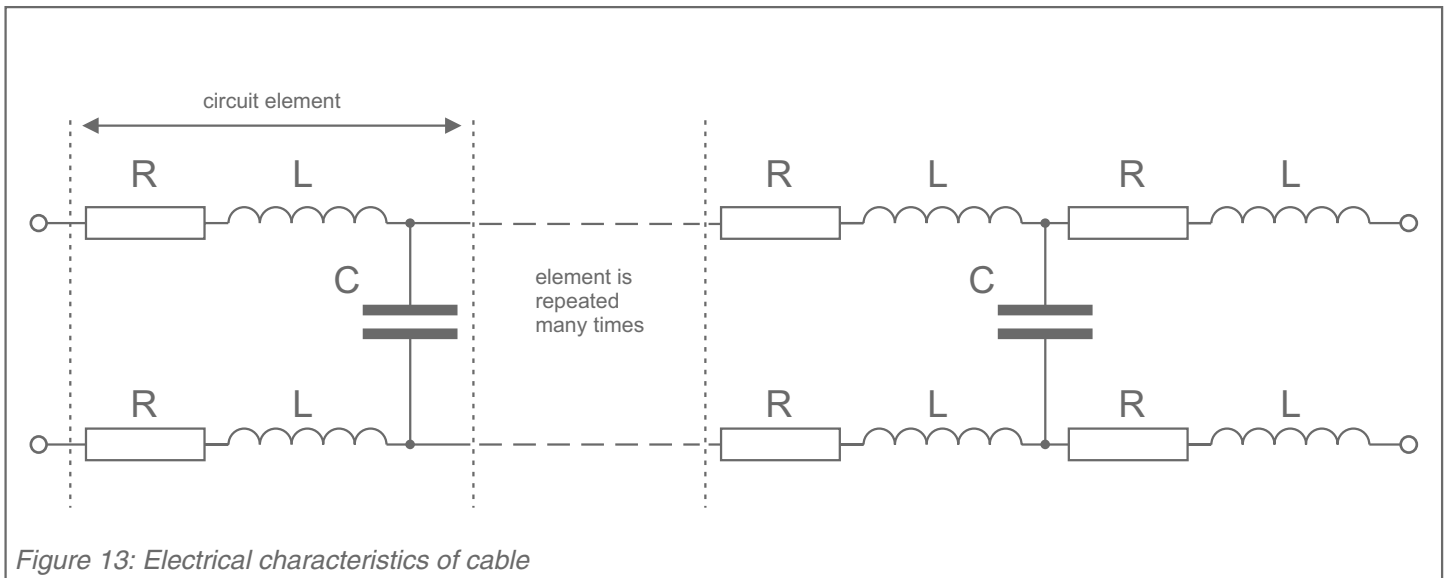 circuit element
R L R L R L
C element is C
repeated
many times
R L R L R L
Figure 13: Electrical characteristics of cable